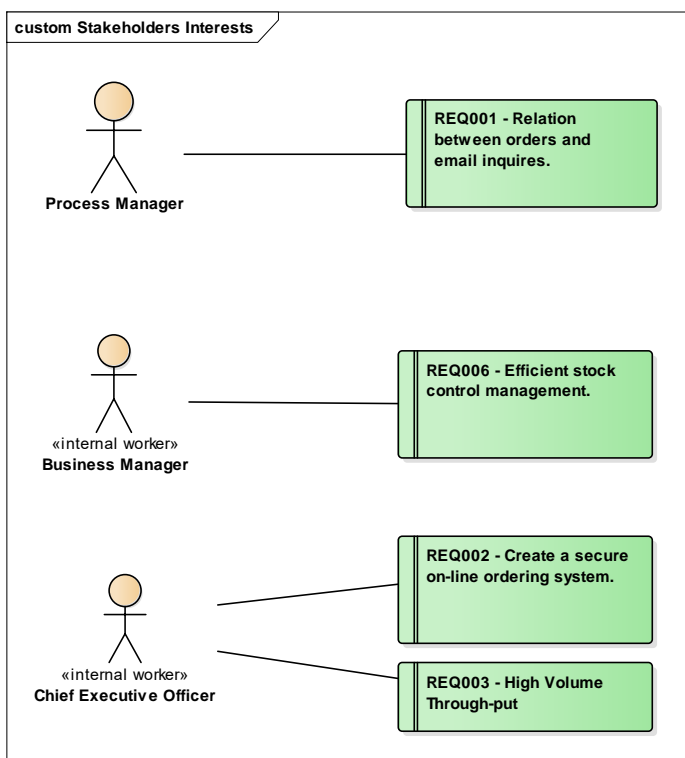 custom Stakeholders Interests
Process Manager
REQ001 - Relation
between orders and
email inquires.
«internal worker»
Business Manager
REQ006 - Efficient stock
control management.
«internal worker»
Chief Executive Officer
REQ002 - Create a secure
on-line ordering system.
REQ003 - High Volume
Through-put